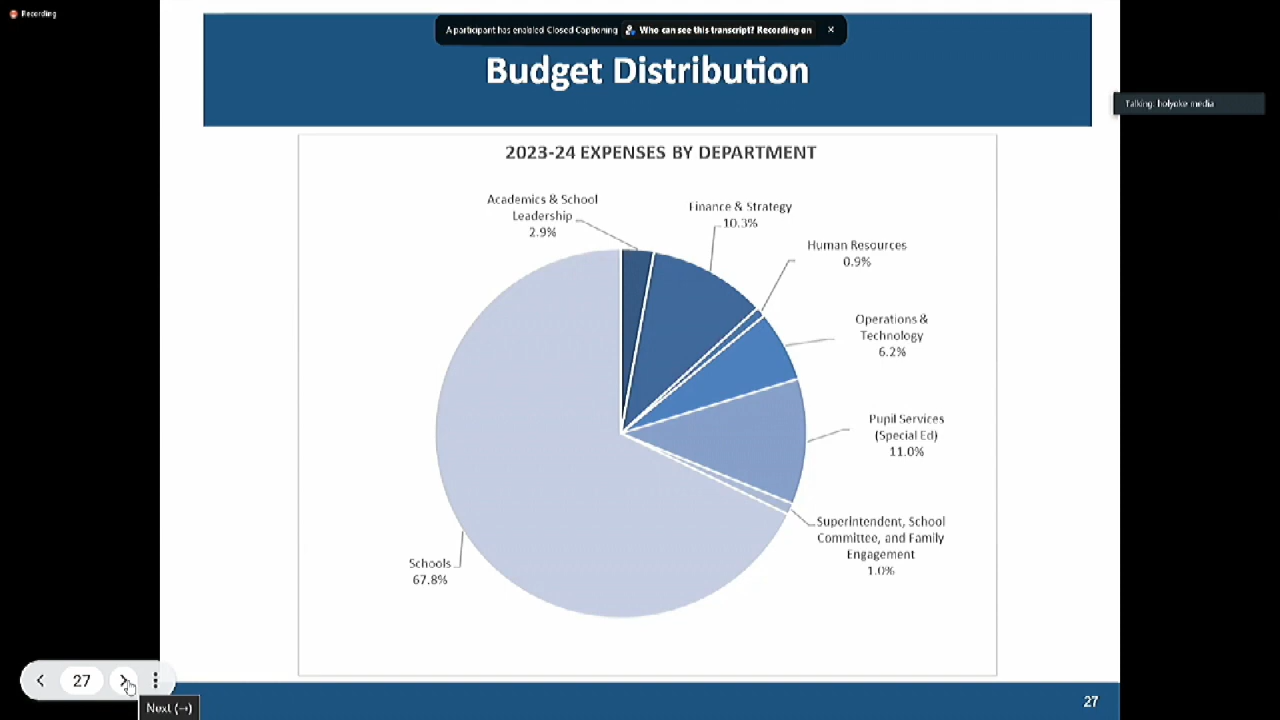 Recording
A participant has enabled Closed Captioning Who can see this transcript? Recording on ×
Budget Distribution
Talking: holyoke media
2023-24 EXPENSES BY DEPARTMENT
Academics & School
Leadership
2.9%
Finance & Strategy
10.3%
Human Resources
0.9%
Operations &
Technology
6.2%
Pupil Services
(Special Ed)
11.0%
Superintendent, School
Committee, and Family
Engagement
1.0%
Schools
67.8%
27
Next (→)
27